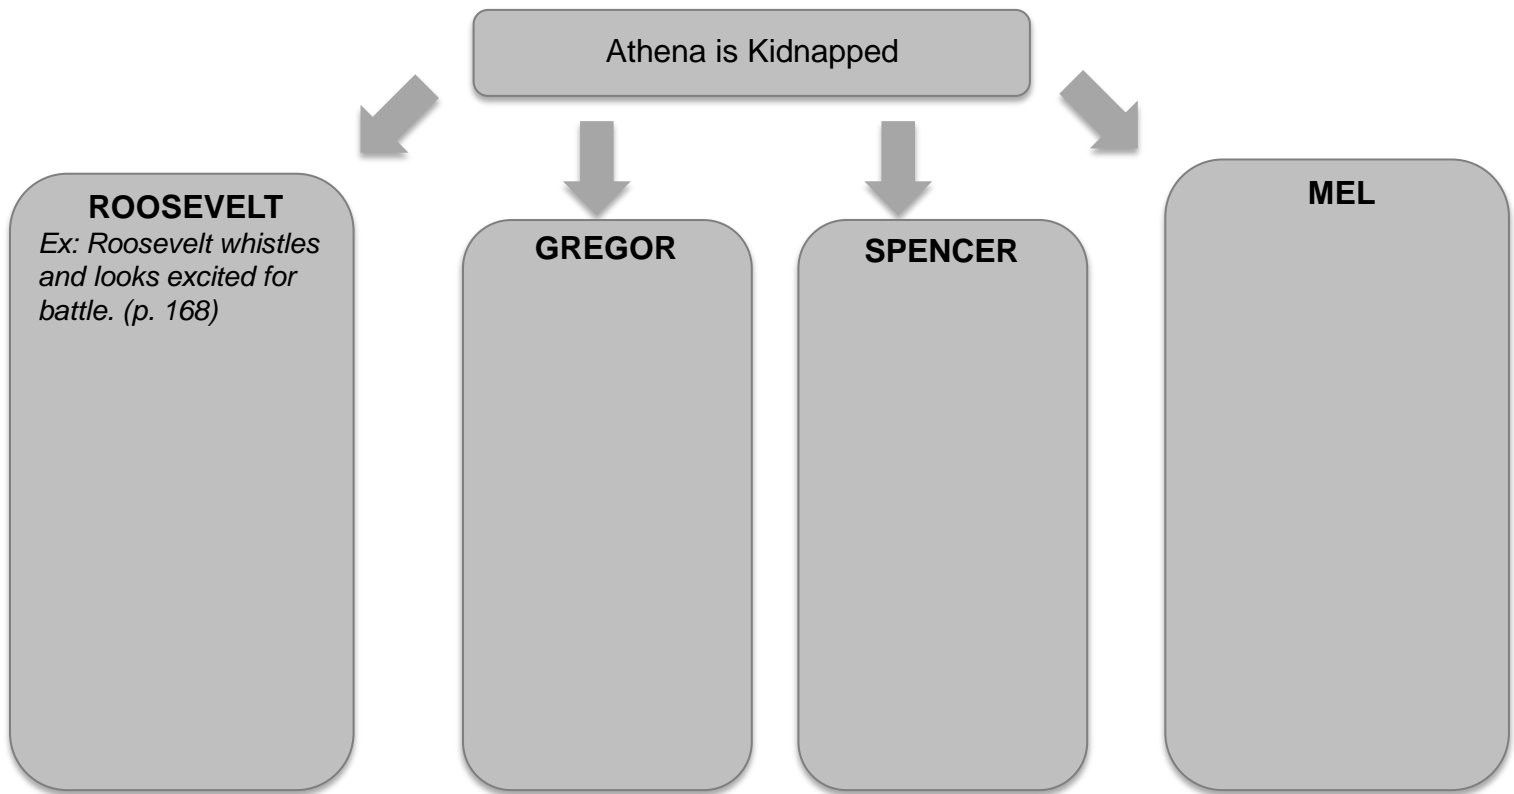 Athena is Kidnapped
ROOSEVELT
Ex: Roosevelt whistles
and looks excited for
battle. (p. 168)
GREGOR
SPENCER
MEL